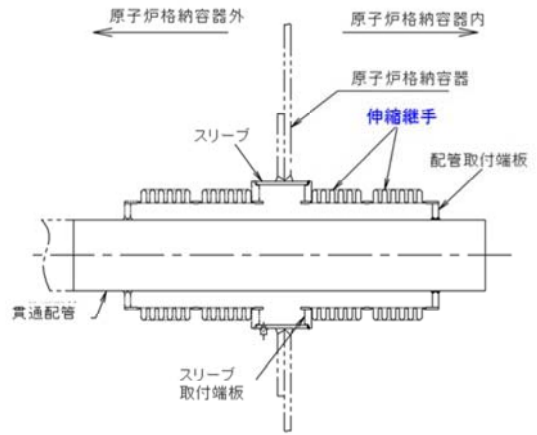 原子炉格納容器外
原子炉格納容器内
原子炉格納容器
伸縮継手
スリーブ
配管取付端板
貫通配管
スリーブ
取付端板